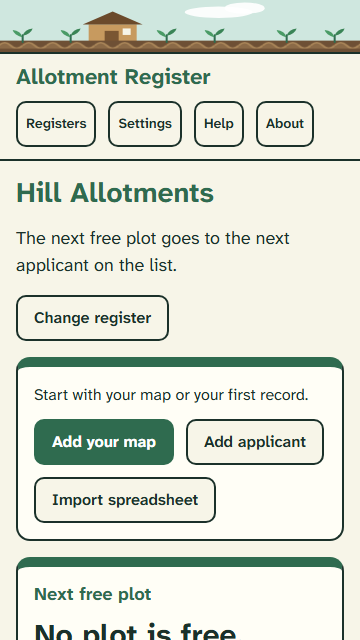 Allotment Register
Registers
Settings
Help
About
Hill Allotments
The next free plot goes to the next
applicant on the list.
Change register
Start with your map or your first record.
Add your map
Add applicant
Import spreadsheet
Next free plot
No plot is free